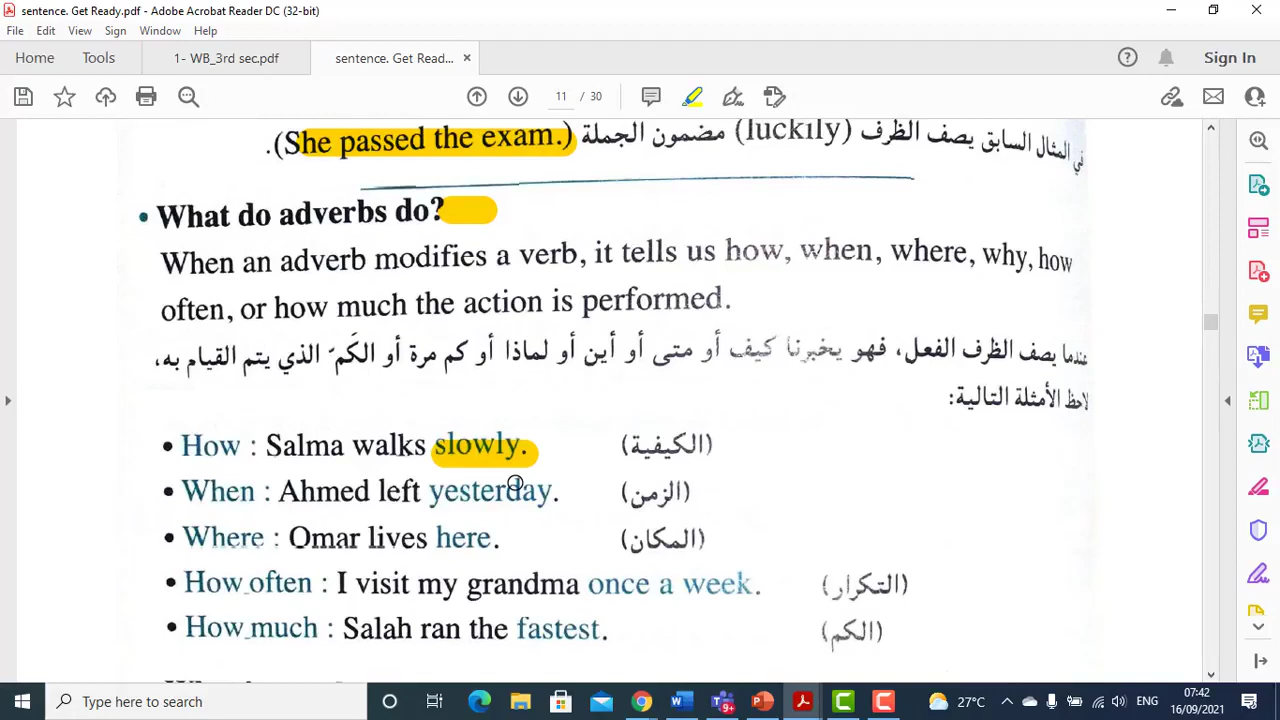 sentence. Get Ready.pdf - Adobe Acrobat Reader DC (32-bit)
File Edit View Sign Window Help
Home Tools 1- WB_3rd sec.pdf sentence. Get Read... × Sign In
11 / 30
في المثال السابق يصف الظرف (luckily) مضمون الجملة (She passed the exam.).
• What do adverbs do?
When an adverb modifies a verb, it tells us how, when, where, why, how
often, or how much the action is performed.
عندما يصف الظرف الفعل، فهو يخبرنا كيف أو متى أو أين أو لماذا أو كم مرة أو الكَم الذي يتم القيام به،
لاحظ الأمثلة التالية:
• How : Salma walks slowly. (الكيفية)
• When : Ahmed left yesterday. (الزمن)
• Where : Omar lives here. (المكان)
• How often : I visit my grandma once a week. (التكرار)
• How much : Salah ran the fastest. (الكم)
Type here to search
9+
27°C
ENG
07:42
16/09/2021